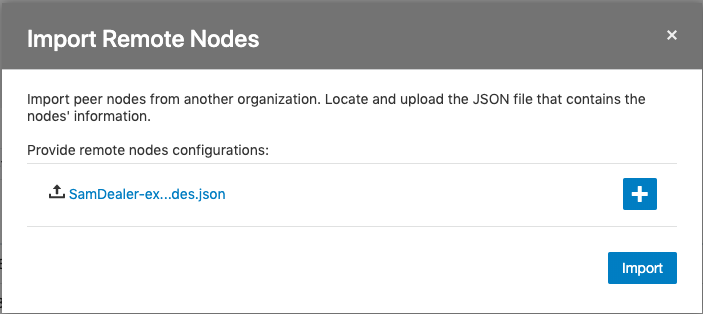 Import Remote Nodes
Import peer nodes from another organization. Locate and upload the JSON file that contains the
nodes' information.
Provide remote nodes configurations:
SamDealer-ex...des.json
Import